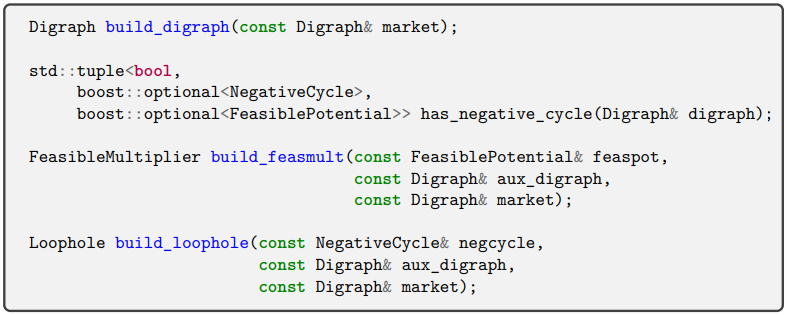 Digraph build_digraph(const Digraph& market);
std::tuple<bool,
boost::optional<NegativeCycle>,
boost::optional<FeasiblePotential>> has_negative_cycle(Digraph& digraph);
FeasibleMultiplier build_feasmult(const FeasiblePotential& feaspot,
const Digraph& aux_digraph,
const Digraph& market);
Loophole build_loophole(const NegativeCycle& negcycle,
const Digraph& aux_digraph,
const Digraph& market);